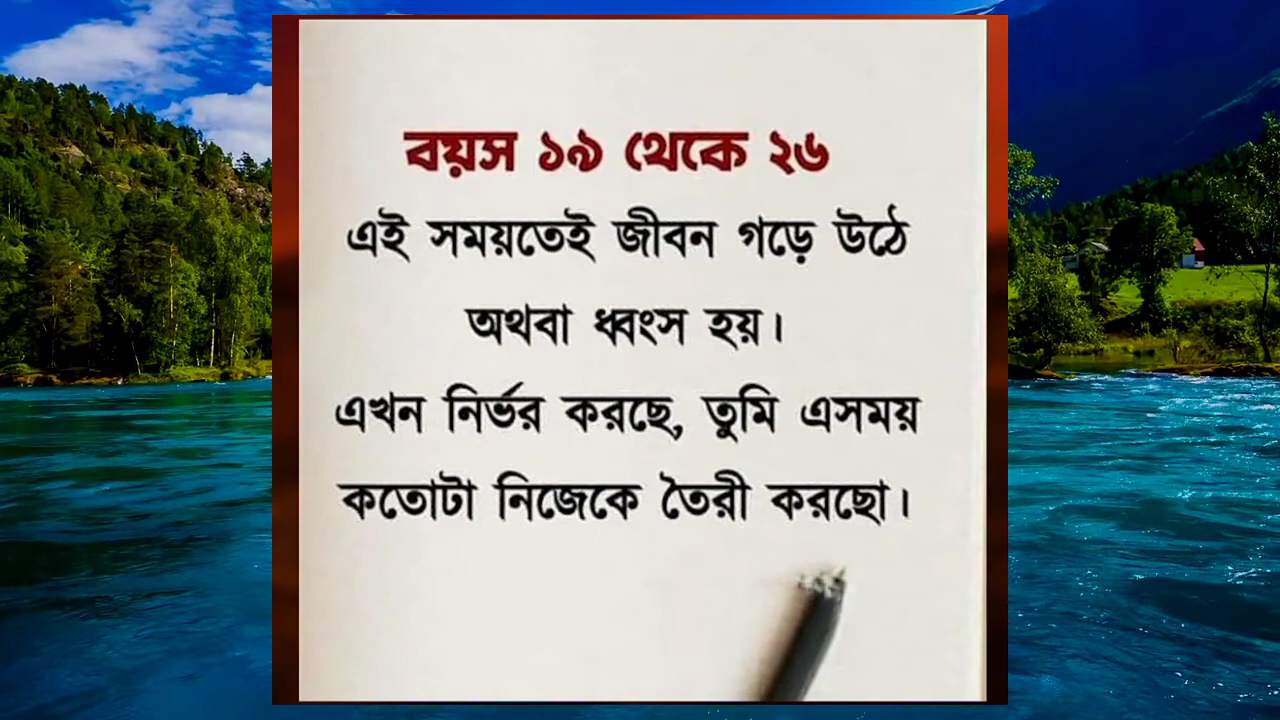 বয়স ১৯ থেকে ২৬
এই সময়তেই জীবন গড়ে উঠে
অথবা ধ্বংস হয়।
এখন নির্ভর করছে, তুমি এসময়
কতোটা নিজেকে তৈরী করছো।